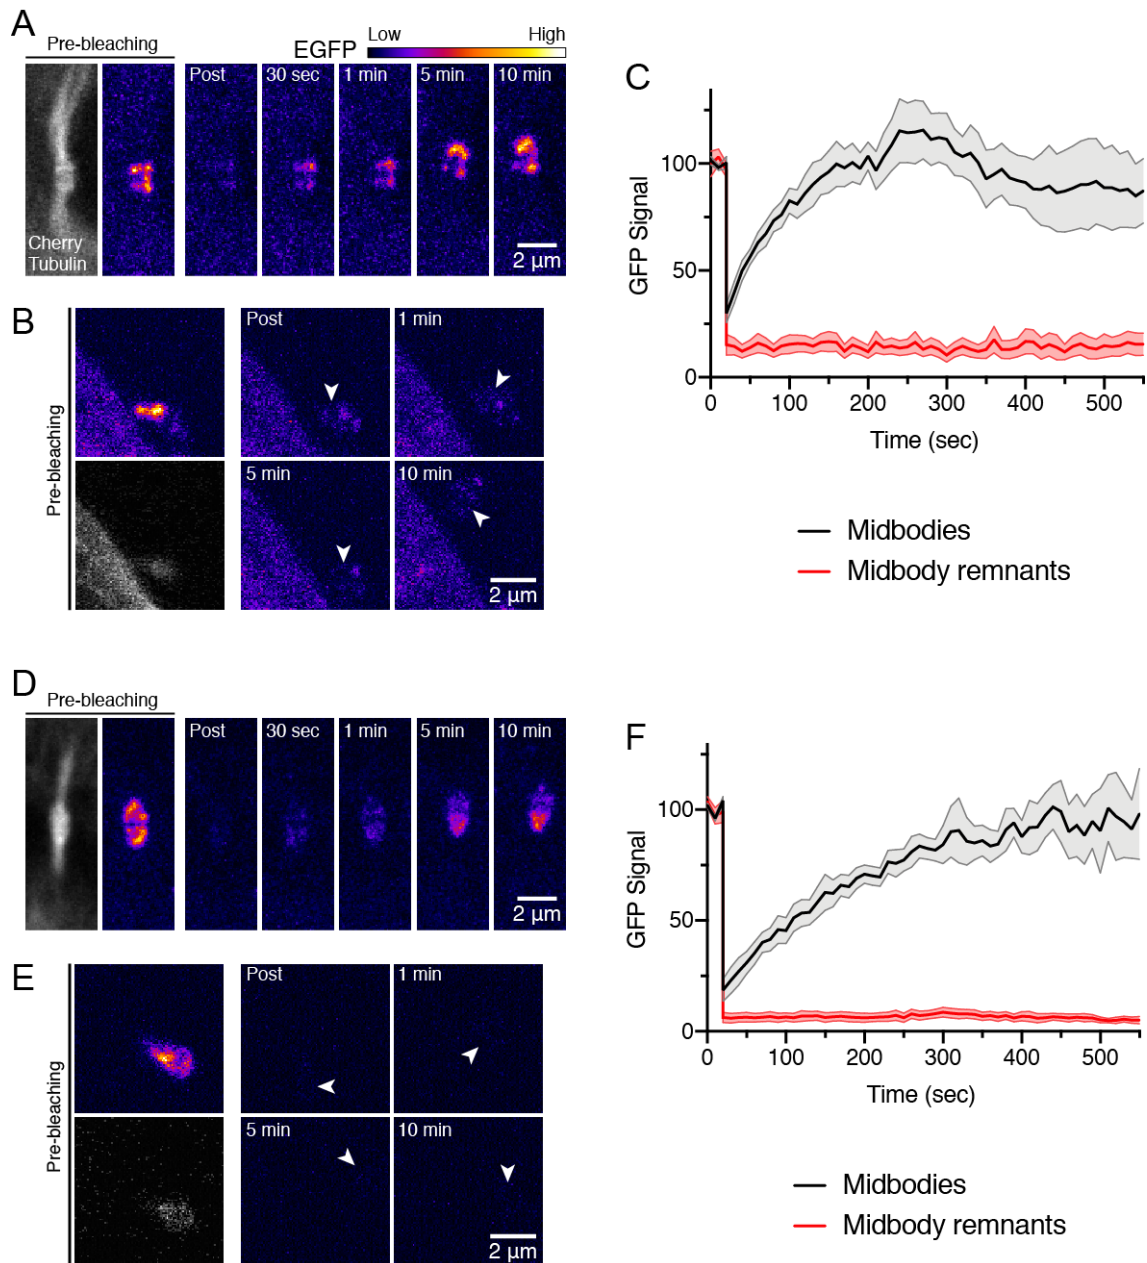 A
Pre-bleaching
EGFP
Low
High
Cherry
Tubulin
Post
30 sec
1 min
5 min
10 min
2 µm
B
Pre-bleaching
Post
1 min
5 min
10 min
2 µm
C
GFP Signal
100
50
0
0
100
200
300
400
500
Time (sec)
Midbodies
Midbody remnants
D
Pre-bleaching
Post
30 sec
1 min
5 min
10 min
2 µm
E
Pre-bleaching
Post
1 min
5 min
10 min
2 µm
F
GFP Signal
100
50
0
0
100
200
300
400
500
Time (sec)
Midbodies
Midbody remnants